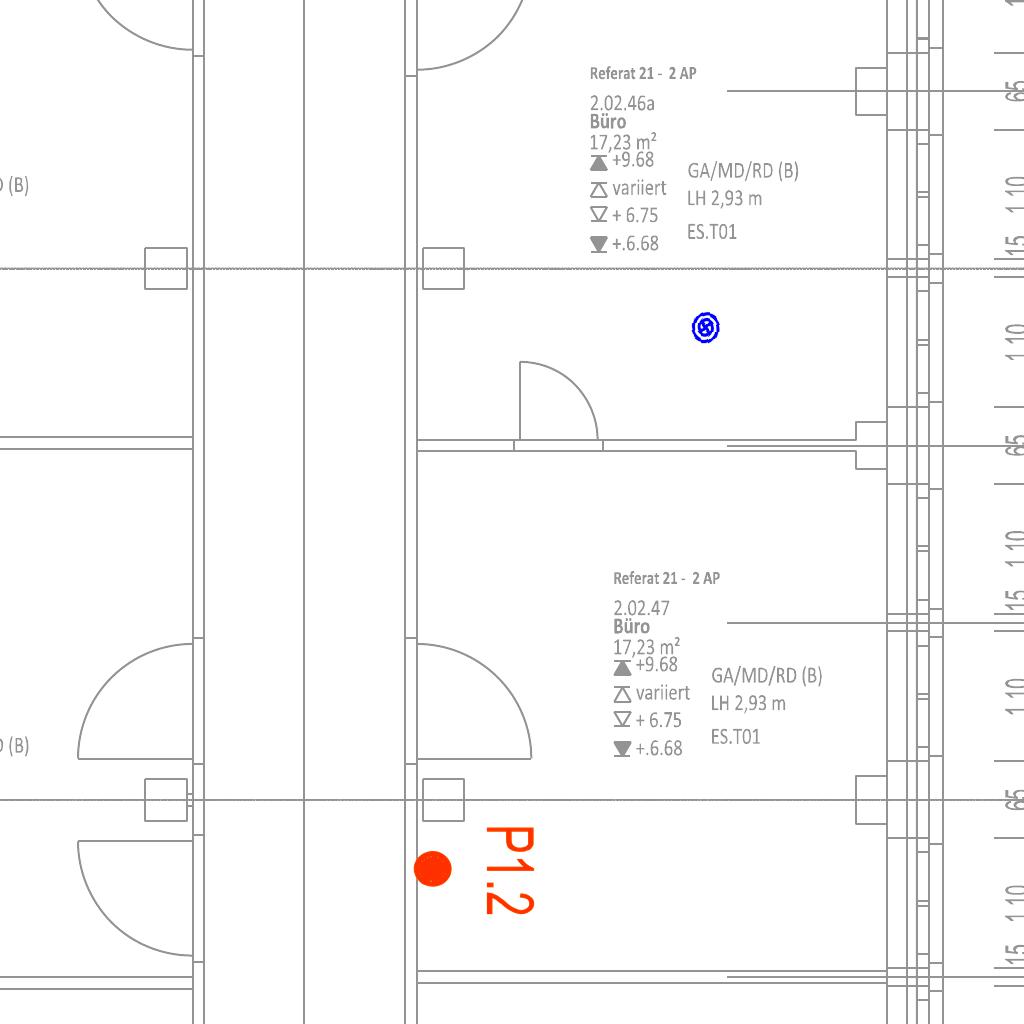 Referat 21 - 2 AP
2.02.46a
Büro
17,23 m²
+9.68
variiert
+ 6.75
+.6.68
GA/MD/RD (B)
LH 2,93 m
ES.T01
(B)
Referat 21 - 2 AP
2.02.47
Büro
17,23 m²
+9.68
variiert
+ 6.75
+.6.68
GA/MD/RD (B)
LH 2,93 m
ES.T01
(B)
P1.2
65
1 10
15
1 10
65
1 10
15
1 10
65
1 10
15